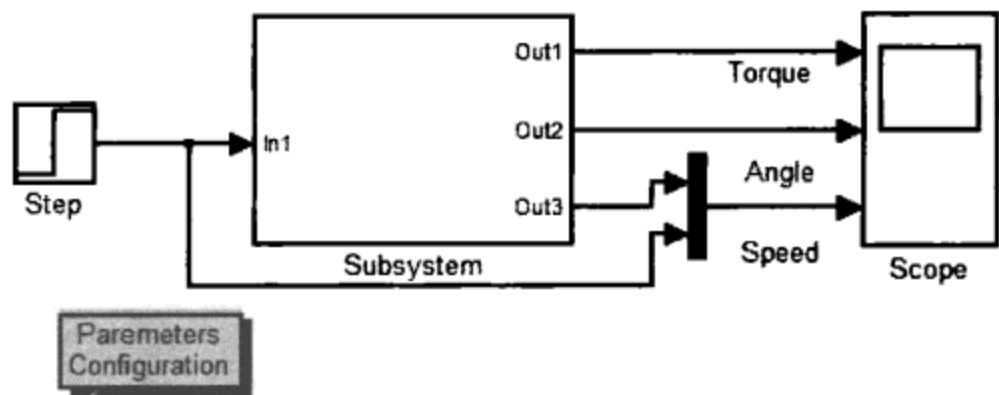 Out1
Torque
In1
Out2
Angle
Step
Out3
Speed
Subsystem
Scope
Paremeters
Configuration